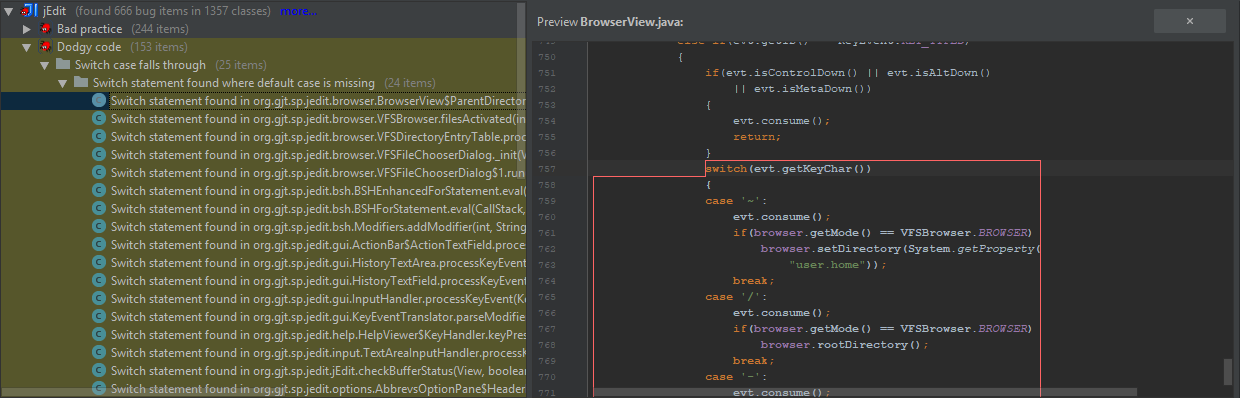 jEdit (found 666 bug items in 1357 classes) more...
Bad practice (244 items)
Dodgy code (153 items)
Switch case falls through (25 items)
Switch statement found where default case is missing (24 items)
Switch statement found in org.gjt.sp.jedit.browser.BrowserView$ParentDirector
Switch statement found in org.gjt.sp.jedit.browser.VFSBrowser.filesActivated(in
Switch statement found in org.gjt.sp.jedit.browser.VFSDirectoryEntryTable.proc
Switch statement found in org.gjt.sp.jedit.browser.VFSFileChooserDialog._init(V
Switch statement found in org.gjt.sp.jedit.browser.VFSFileChooserDialog$1.run
Switch statement found in org.gjt.sp.jedit.bsh.BSHEnhancedForStatement.eval(
Switch statement found in org.gjt.sp.jedit.bsh.BSHForStatement.eval(CallStack,
Switch statement found in org.gjt.sp.jedit.bsh.Modifiers.addModifier(int, String
Switch statement found in org.gjt.sp.jedit.gui.ActionBar$ActionTextField.proces
Switch statement found in org.gjt.sp.jedit.gui.HistoryTextArea.processKeyEvent
Switch statement found in org.gjt.sp.jedit.gui.HistoryTextField.processKeyEvent
Switch statement found in org.gjt.sp.jedit.gui.InputHandler.processKeyEvent(Ke
Switch statement found in org.gjt.sp.jedit.gui.KeyEventTranslator.parseModifie
Switch statement found in org.gjt.sp.jedit.help.HelpViewer$KeyHandler.keyPres
Switch statement found in org.gjt.sp.jedit.input.TextAreaInputHandler.processK
Switch statement found in org.gjt.sp.jedit.jEdit.checkBufferStatus(View, boolean
Switch statement found in org.gjt.sp.jedit.options.AbbrevsOptionPane$Header
Preview BrowserView.java:
750 {
751 if(evt.isControlDown() || evt.isAltDown()
752 || evt.isMetaDown())
753 {
754 evt.consume();
755 return;
756 }
757 switch(evt.getKeyChar())
758 {
759 case '~':
760 evt.consume();
761 if(browser.getMode() == VFSBrowser.BROWSER)
762 browser.setDirectory(System.getProperty(
763 "user.home"));
764 break;
765 case '/':
766 evt.consume();
767 if(browser.getMode() == VFSBrowser.BROWSER)
768 browser.rootDirectory();
769 break;
770 case '-':
771 evt.consume();